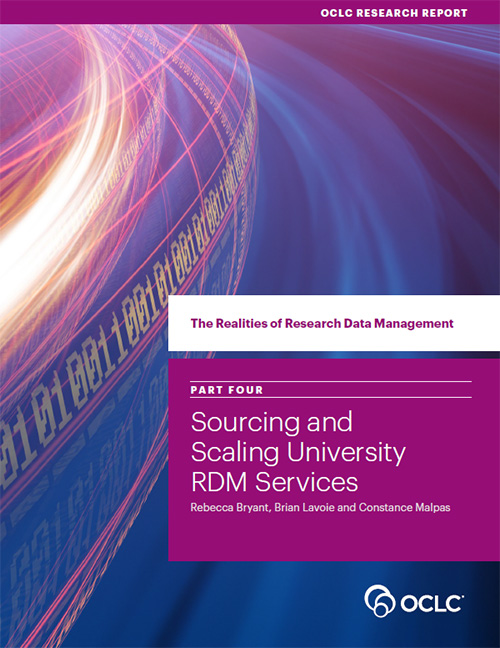 OCLC RESEARCH REPORT
The Realities of Research Data Management
PART FOUR
Sourcing and
Scaling University
RDM Services
Rebecca Bryant, Brian Lavoie and Constance Malpas
OCLC